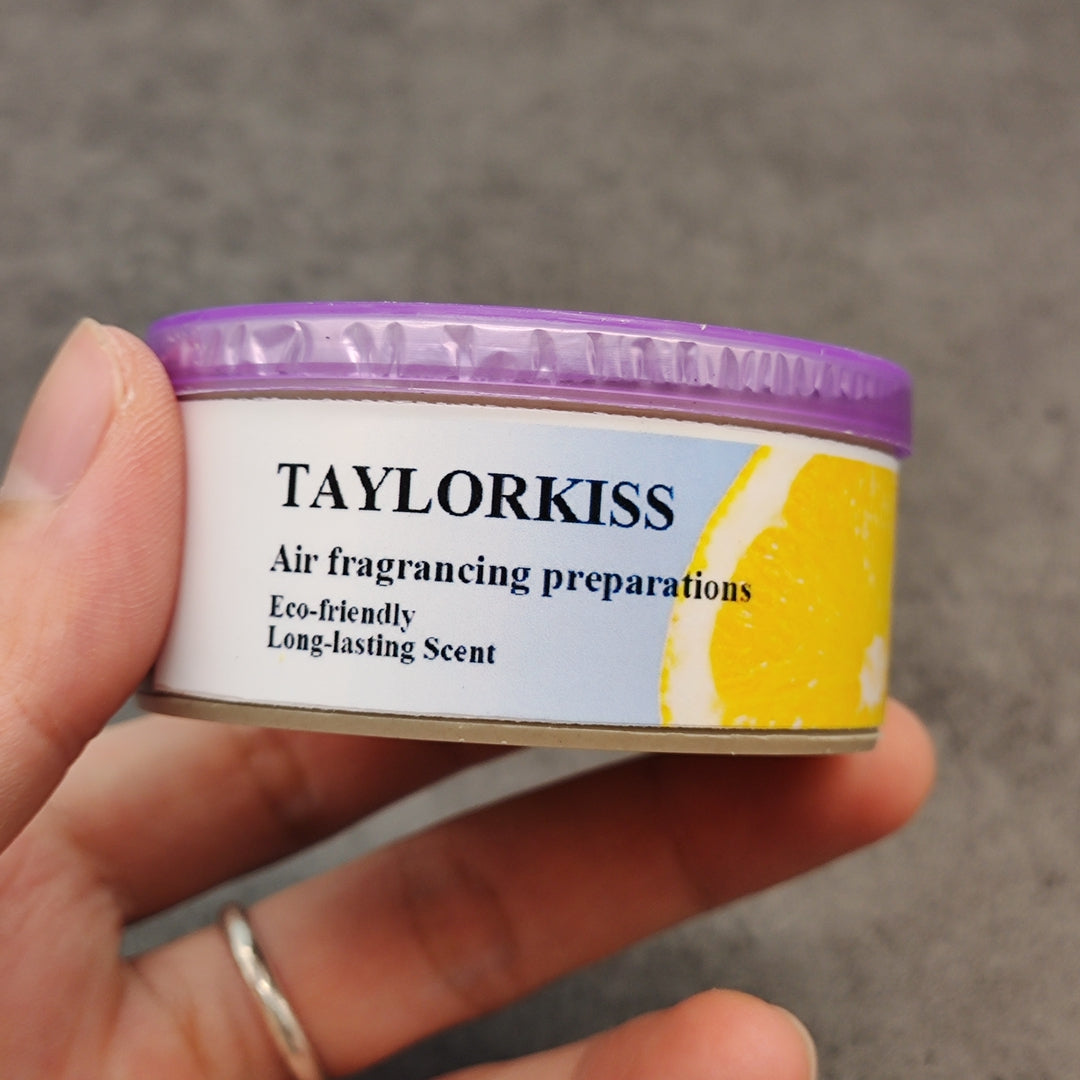 TAYLORKISS
Air fragrancing preparations
Eco-friendly
Long-lasting Scent